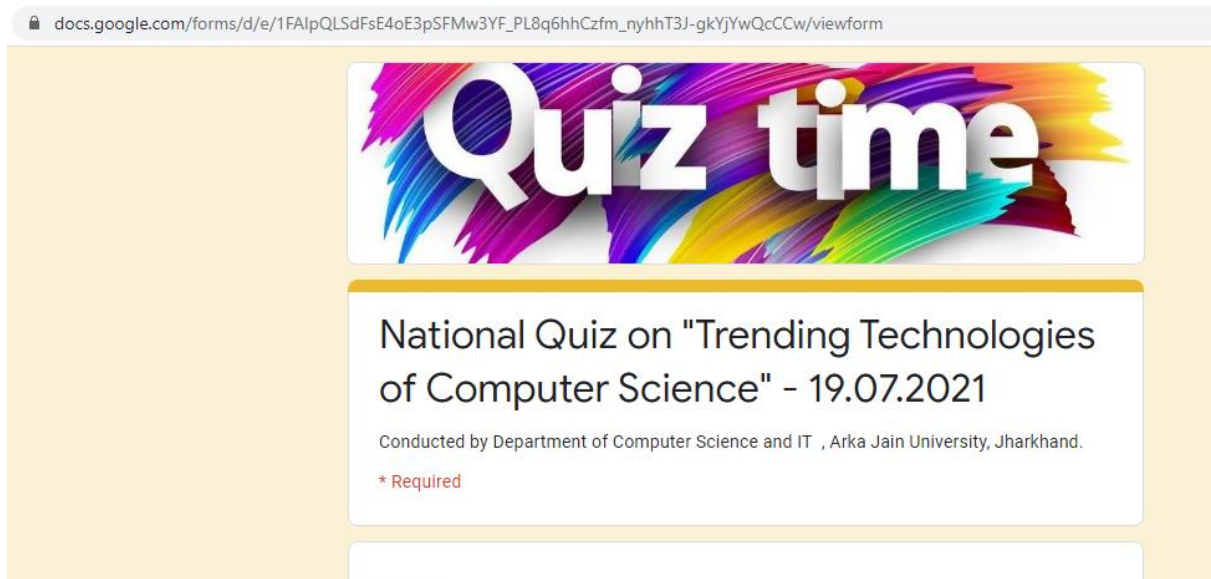 docs.google.com/forms/d/e/1FAIpQLSdFsE4oE3pSFMw3YF_PL8q6hhCzfm_nyhhT3J-gkYjYwQcCCw/viewform
Quiz time
National Quiz on "Trending Technologies
of Computer Science" - 19.07.2021
Conducted by Department of Computer Science and IT , Arka Jain University, Jharkhand.
* Required